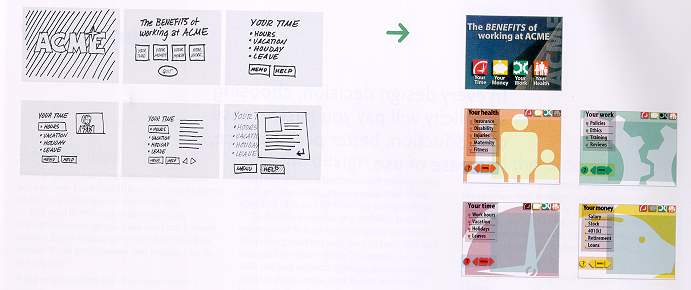 ACME
The BENEFITS of
working at ACME
YOUR TIME
YOUR MONEY
YOUR WORK
YOUR HEALTH
QUIT
YOUR TIME
• HOURS
• VACATION
• HOLIDAY
• LEAVE
MENU HELP
YOUR TIME
• HOURS
• VACATION
• HOLIDAY
• LEAVE
MENU HELP
YOUR TIME
• HOURS
• VACATION
• HOLIDAY
• LEAVE
MENU HELP
YOUR
• HOURS
• VACATION
• HOLIDAY
• LEAVE
MENU HELP
The BENEFITS of
working at ACME
ACME
Your Time
Your Money
Your Work
Your Health
Your health
Insurance
Disability
Injuries
Maternity
Fitness
Your work
Policies
Ethics
Training
Reviews
Your time
Work hours
Vacation
Holidays
Leaves
Your money
Salary
Stock
401(k)
Retirement
Loans